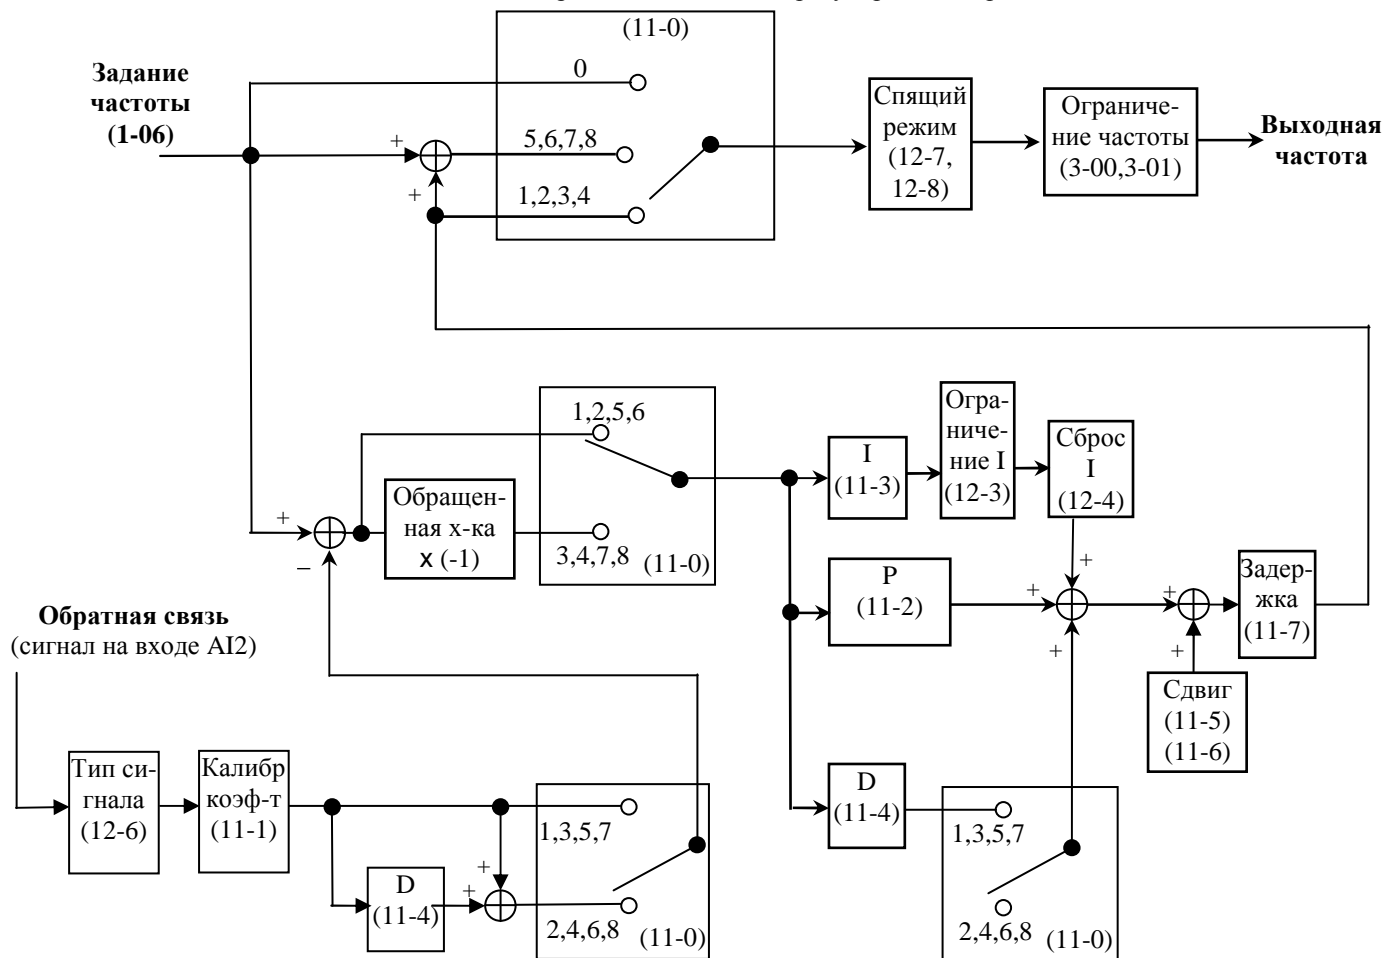 (11-0)
Задание
частоты
(1-06)
0
5,6,7,8
1,2,3,4
+
+
Спящий
режим
(12-7,
12-8)
Ограниче-
ние частоты
(3-00,3-01)
Выходная
частота
1,2,5,6
3,4,7,8
(11-0)
+
–
Обращен-
ная х-ка
х (-1)
I
(11-3)
Огра-
ниче-
ние I
(12-3)
Сброс
I
(12-4)
P
(11-2)
+
+
+
+
+
Задер-
жка
(11-7)
Сдвиг
(11-5)
(11-6)
Обратная связь
(сигнал на входе AI2)
Тип си-
гнала
(12-6)
Калибр
коэф-т
(11-1)
D
(11-4)
+
+
1,3,5,7
2,4,6,8
(11-0)
D
(11-4)
1,3,5,7
2,4,6,8
(11-0)